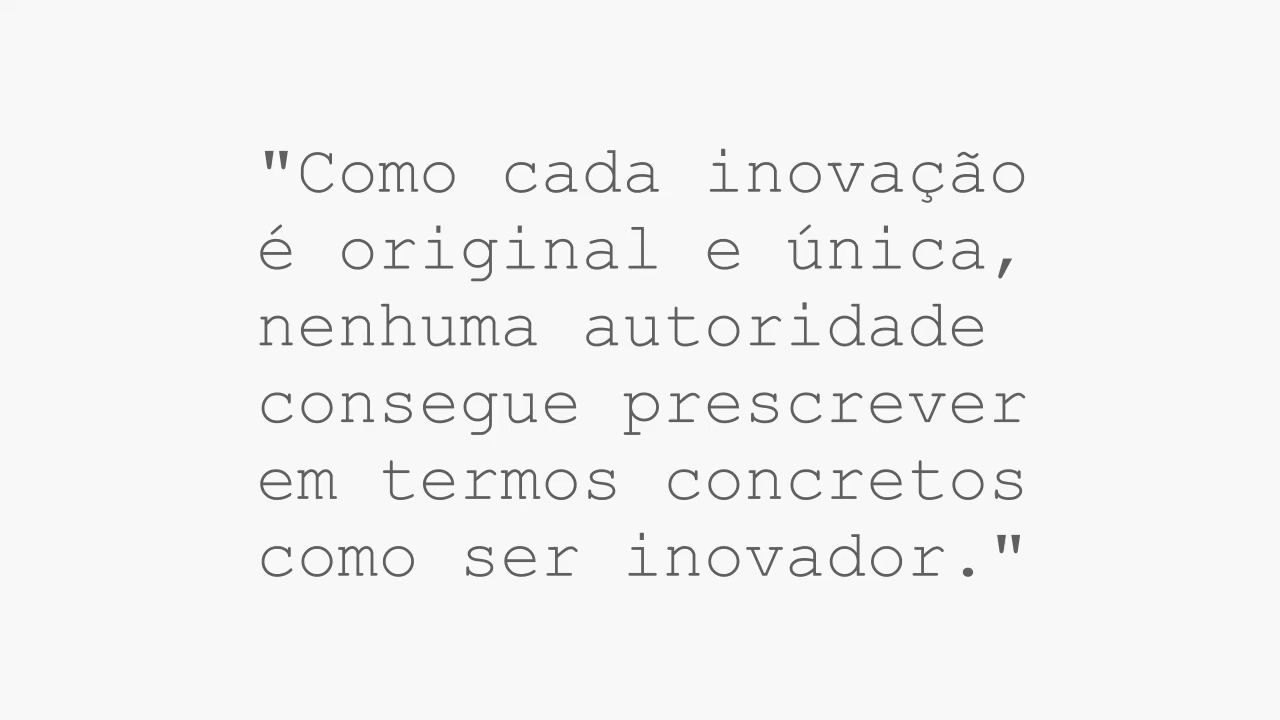 "Como cada inovação
é original e única,
nenhuma autoridade
consegue prescrever
em termos concretos
como ser inovador."